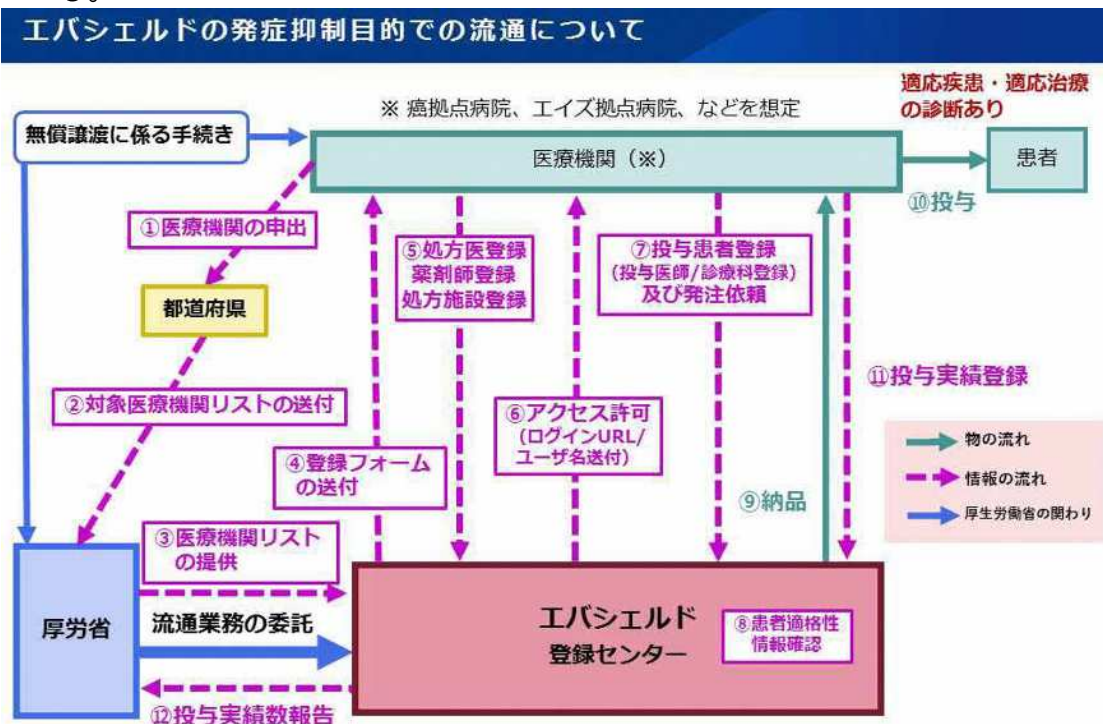 る。
エバシェルドの発症抑制目的での流通について
適応疾患・適応治療
の診断あり
※ 癌拠点病院、エイズ拠点病院、などを想定
無償譲渡に係る手続き
医療機関（※）
患者
⑩投与
①医療機関の申出
⑤処方医登録
薬剤師登録
処方施設登録
⑦投与患者登録
(投与医師/診療科登録)
及び発注依頼
都道府県
⑪投与実績登録
②対象医療機関リストの送付
⑥アクセス許可
(ログインURL/
ユーザ名送付)
物の流れ
情報の流れ
厚生労働省の関わり
④登録フォーム
の送付
⑨納品
③医療機関リスト
の提供
厚労省
流通業務の委託
エバシェルド
登録センター
⑧患者適格性
情報確認
⑫投与実績数報告